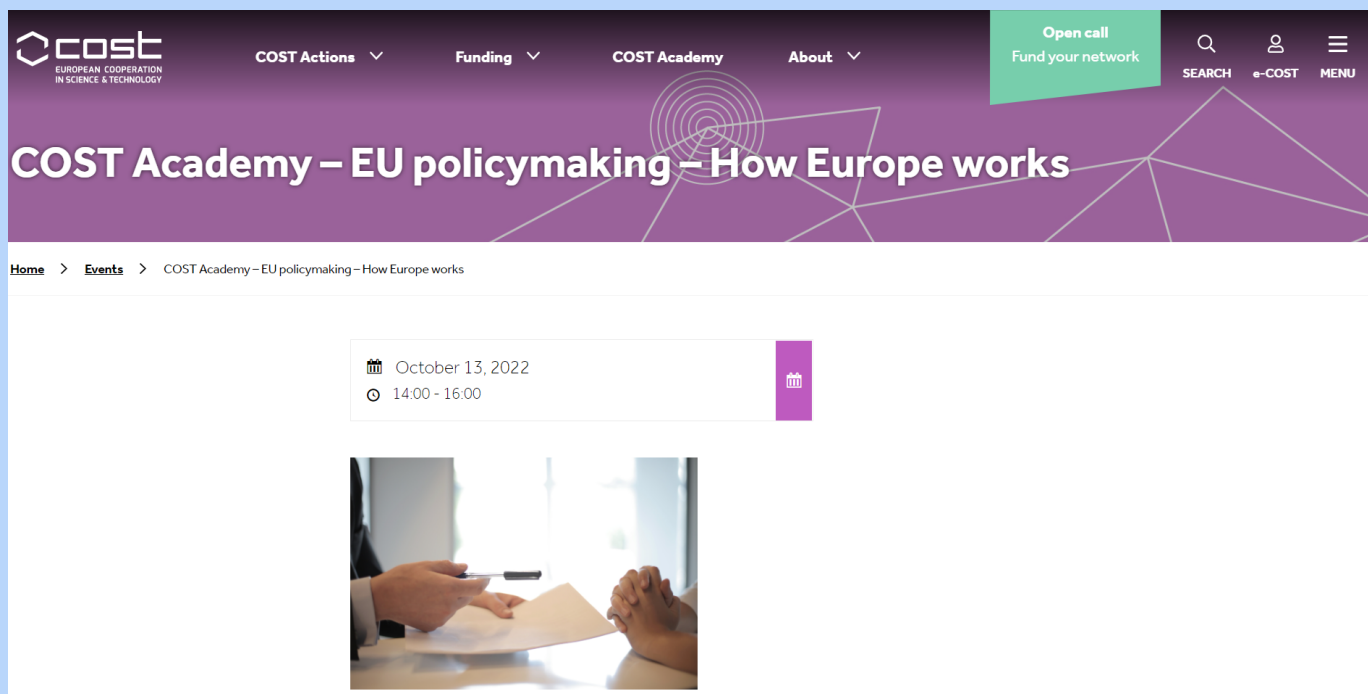 cost
EUROPEAN COOPERATION
IN SCIENCE & TECHNOLOGY
COST Actions
Funding
COST Academy
About
Open call
Fund your network
SEARCH
e-COST
MENU
COST Academy – EU policymaking – How Europe works
Home > Events > COST Academy – EU policymaking – How Europe works
October 13, 2022
14:00 - 16:00